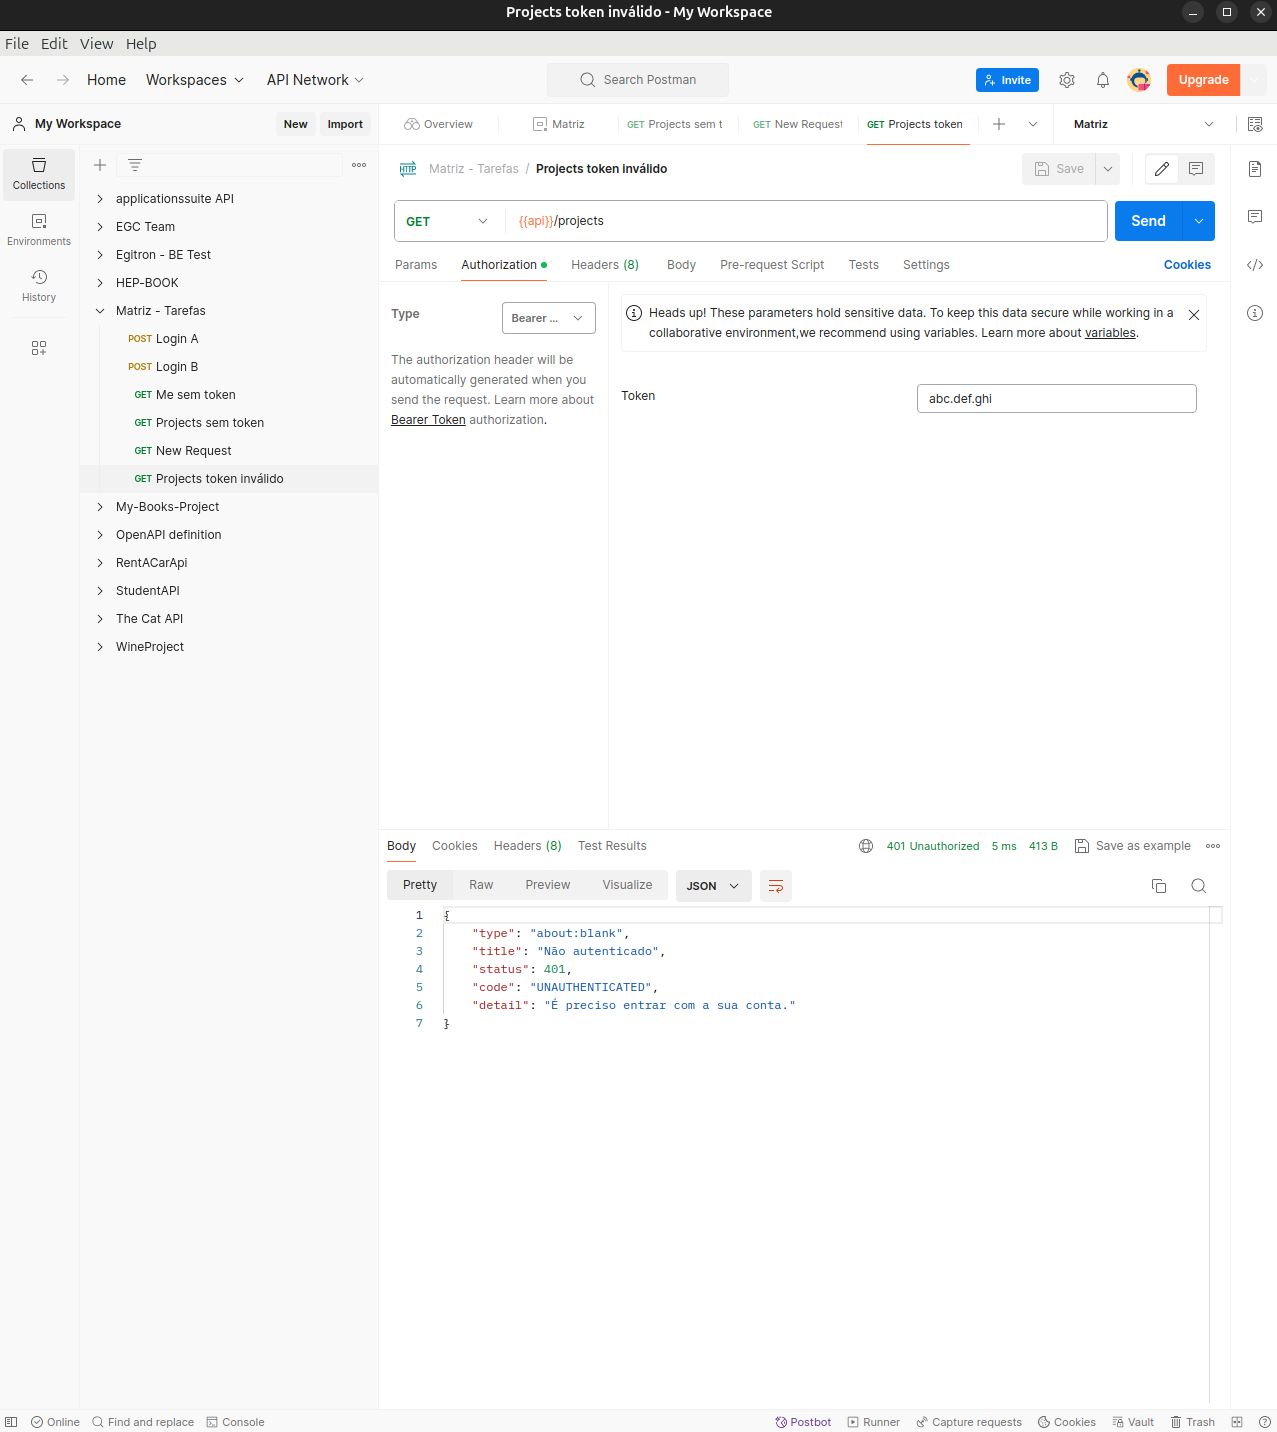 Projects token inválido - My Workspace
File Edit View Help
Home Workspaces API Network Search Postman Invite Upgrade
My Workspace New Import
Overview Matriz GET Projects sem t GET New Request GET Projects token Matriz
Collections
Environments
History
applicationssuite API
EGC Team
Egitron - BE Test
HEP-BOOK
Matriz - Tarefas
POST Login A
POST Login B
GET Me sem token
GET Projects sem token
GET New Request
GET Projects token inválido
My-Books-Project
OpenAPI definition
RentACarApi
StudentAPI
The Cat API
WineProject
HTTP Matriz - Tarefas / Projects token inválido Save
GET {{api}}/projects Send
Params Authorization Headers (8) Body Pre-request Script Tests Settings Cookies
Type Bearer ...
The authorization header will be
automatically generated when you
send the request. Learn more about
Bearer Token authorization.
Heads up! These parameters hold sensitive data. To keep this data secure while working in a
collaborative environment,we recommend using variables. Learn more about variables.
Token abc.def.ghi
Body Cookies Headers (8) Test Results 401 Unauthorized 5 ms 413 B Save as example
Pretty Raw Preview Visualize JSON
1 {
2 "type": "about:blank",
3 "title": "Não autenticado",
4 "status": 401,
5 "code": "UNAUTHENTICATED",
6 "detail": "É preciso entrar com a sua conta."
7 }
Online Find and replace Console Postbot Runner Capture requests Cookies Vault Trash